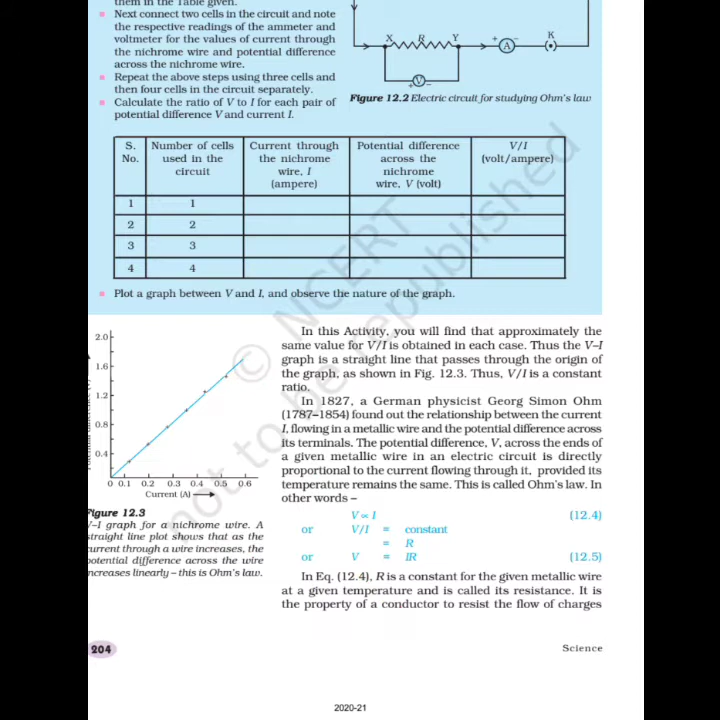 them in the Table given.
Next connect two cells in the circuit and note
the respective readings of the ammeter and
voltmeter for the values of current through
the nichrome wire and potential difference
across the nichrome wire.
Repeat the above steps using three cells and
then four cells in the circuit separately.
Calculate the ratio of V to I for each pair of
potential difference V and current I.
X R Y
+ A −
K
( • )
+ V −
Figure 12.2 Electric circuit for studying Ohm's law
S. No. Number of cells used in the circuit Current through the nichrome wire, I (ampere) Potential difference across the nichrome wire, V (volt) V/I (volt/ampere)
1 1
2 2
3 3
4 4
Plot a graph between V and I, and observe the nature of the graph.
© NCERT
not to be republished
2.0
1.6
1.2
0.8
0.4
0 0.1 0.2 0.3 0.4 0.5 0.6
Current (A)
Figure 12.3
V–I graph for a nichrome wire. A
straight line plot shows that as the
current through a wire increases, the
potential difference across the wire
increases linearly – this is Ohm's law.
In this Activity, you will find that approximately the
same value for V/I is obtained in each case. Thus the V–I
graph is a straight line that passes through the origin of
the graph, as shown in Fig. 12.3. Thus, V/I is a constant
ratio.
In 1827, a German physicist Georg Simon Ohm
(1787–1854) found out the relationship between the current
I, flowing in a metallic wire and the potential difference across
its terminals. The potential difference, V, across the ends of
a given metallic wire in an electric circuit is directly
proportional to the current flowing through it, provided its
temperature remains the same. This is called Ohm's law. In
other words –
V ∝ I (12.4)
or V/I = constant
= R
or V = IR (12.5)
In Eq. (12.4), R is a constant for the given metallic wire
at a given temperature and is called its resistance. It is
the property of a conductor to resist the flow of charges
204
Science
2020-21